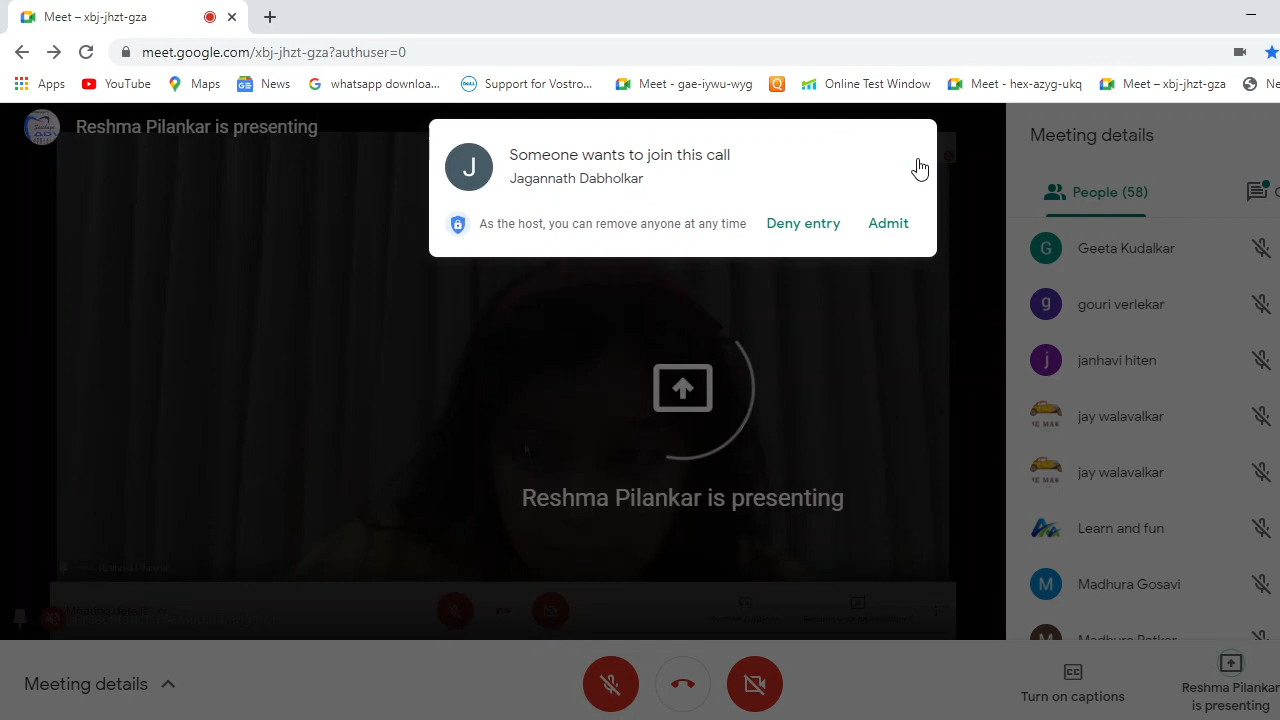 Meet – xbj-jhzt-gza
meet.google.com/xbj-jhzt-gza?authuser=0
Apps YouTube Maps News whatsapp downloa... Support for Vostro... Meet - gae-iywu-wyg Online Test Window Meet - hex-azyg-ukq Meet – xbj-jhzt-gza Ne
Reshma Pilankar is presenting
Someone wants to join this call
Jagannath Dabholkar
As the host, you can remove anyone at any time Deny entry Admit
Reshma Pilankar is presenting
Meeting details
People (58)
Geeta Kudalkar
gouri verlekar
janhavi hiten
jay walavalkar
jay walavalkar
Learn and fun
Madhura Gosavi
Madhura Patkar
Meeting details
Turn on captions
Reshma Pilankar
is presenting